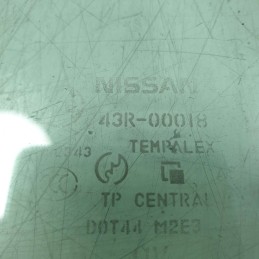 NISSAN
43R-00018
TEMPALEX
TP CENTRAL
DOT44 M2E3